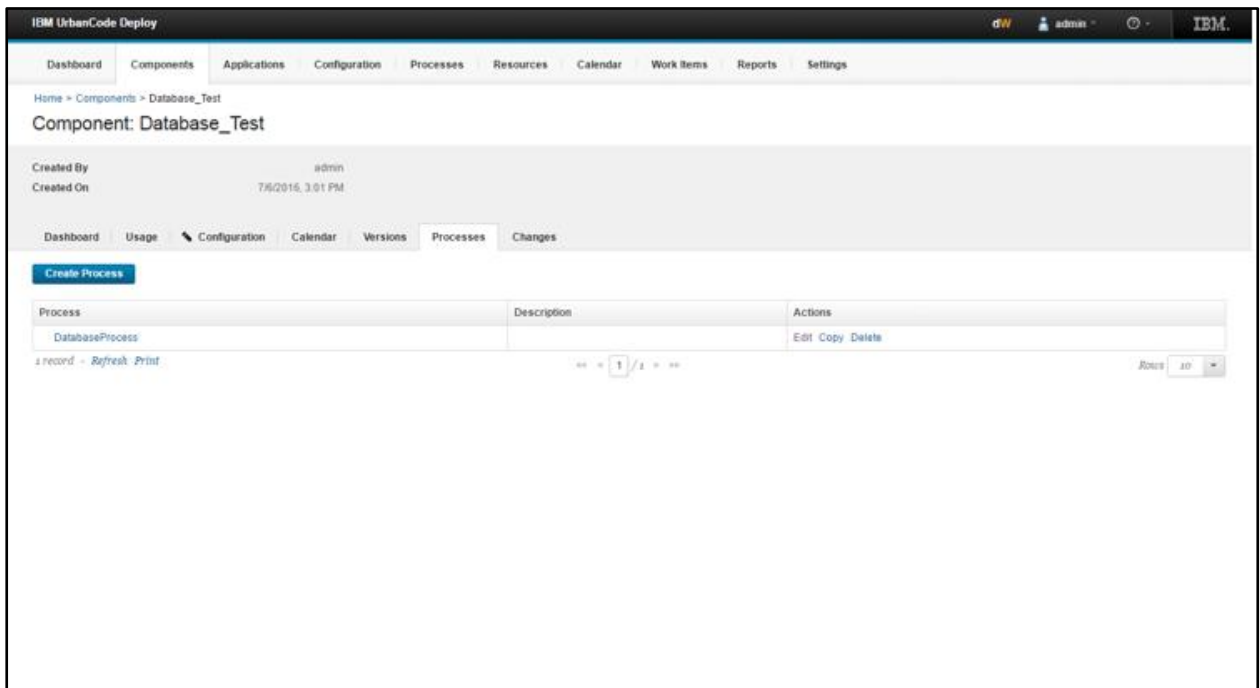 IBM UrbanCode Deploy dW admin IBM.
Dashboard Components Applications Configuration Processes Resources Calendar Work Items Reports Settings
Home > Components > Database_Test
Component: Database_Test
Created By admin
Created On 7/6/2016, 3:01 PM
Dashboard Usage Configuration Calendar Versions Processes Changes
Create Process
Process Description Actions
DatabaseProcess Edit Copy Delete
1 record - Refresh Print 1 / 1 Rows 10